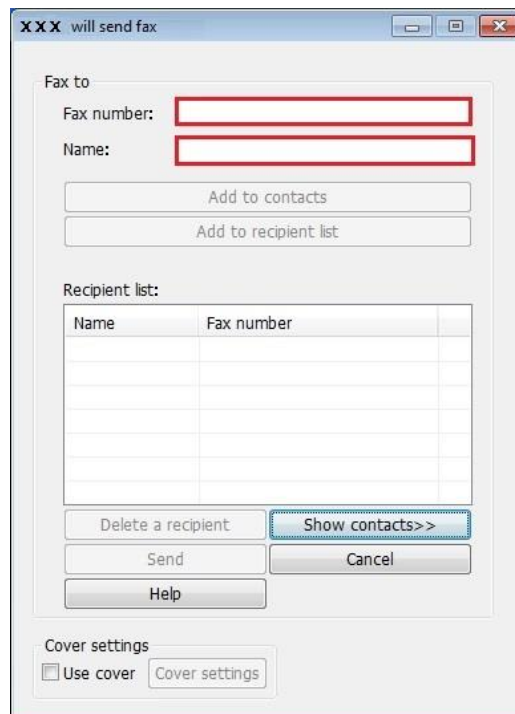 XXX will send fax
Fax to
Fax number:
Name:
Add to contacts
Add to recipient list
Recipient list:
Name Fax number
Delete a recipient Show contacts>>
Send Cancel
Help
Cover settings
Use cover Cover settings